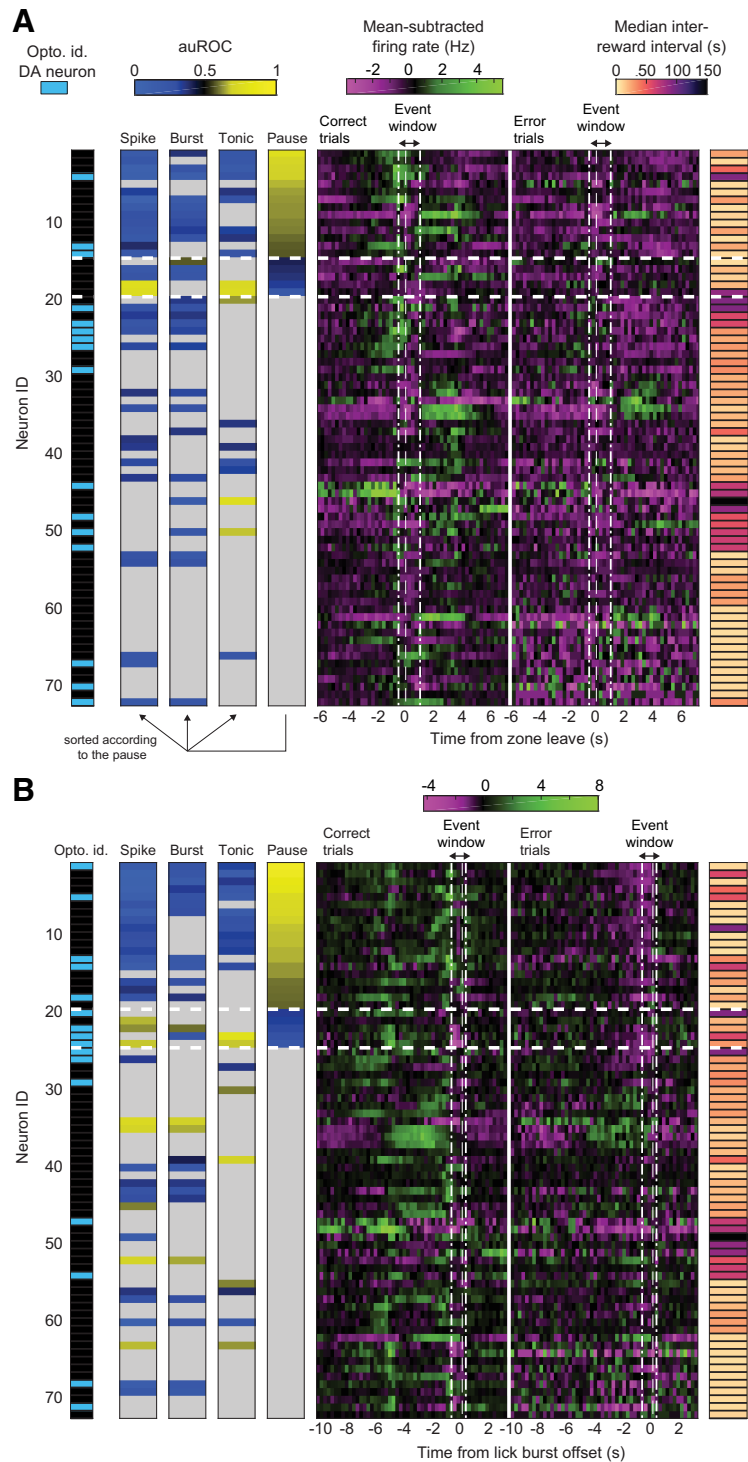 A
Opto. id.
DA neuron
auROC
0 0.5 1
Mean-subtracted
firing rate (Hz)
-2 0 2 4
Median inter-
reward interval (s)
0 50 100 150
Spike Burst Tonic Pause
Correct
trials
Event
window
Error
trials
Event
window
Neuron ID
10
20
30
40
50
60
70
-6 -4 -2 0 2 4 6 -6 -4 -2 0 2 4 6
Time from zone leave (s)
sorted according
to the pause
B
-4 0 4 8
Opto. id. Spike Burst Tonic Pause
Correct
trials
Event
window
Error
trials
Event
window
Neuron ID
10
20
30
40
50
60
70
-10 -8 -6 -4 -2 0 2 -10 -8 -6 -4 -2 0 2
Time from lick burst offset (s)